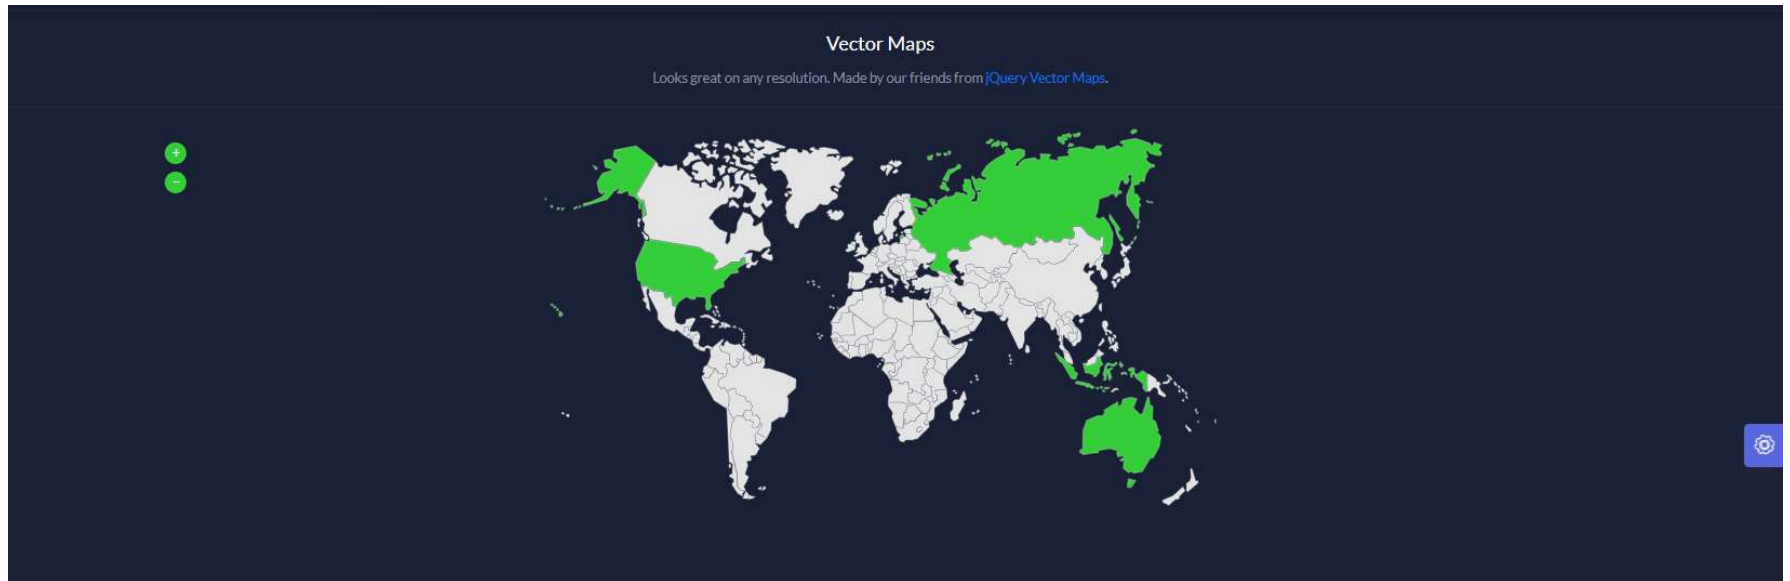 Vector Maps
Looks great on any resolution. Made by our friends from jQuery Vector Maps.
+
−